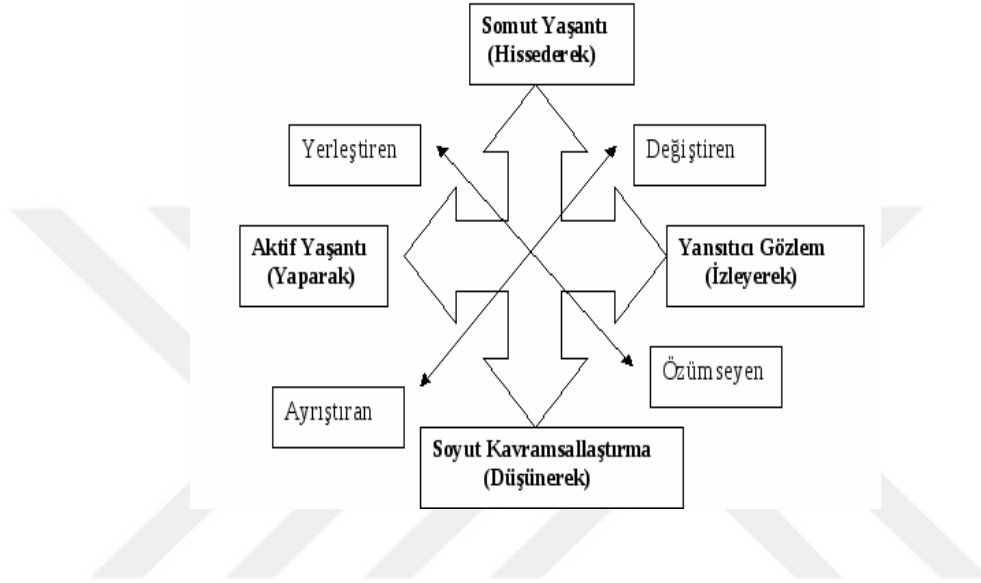 Somut Yaşantı
(Hissederek)
Yerleştiren
Değiştiren
Aktif Yaşantı
(Yaparak)
Yansıtıcı Gözlem
(İzleyerek)
Özümseyen
Ayrıştıran
Soyut Kavramsallaştırma
(Düşünerek)